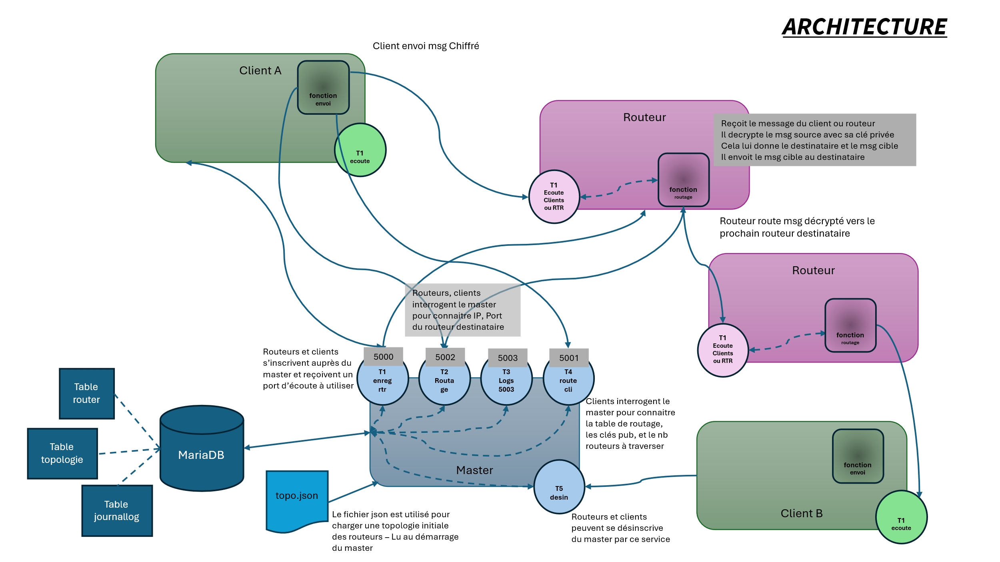 ARCHITECTURE
Client envoi msg Chiffré
Client A
fonction
envoi
T1
ecoute
Routeur
Reçoit le message du client ou routeur
Il decrypte le msg source avec sa clé privée
Cela lui donne le destinataire et le msg cible
Il envoit le msg cible au destinataire
T1
Ecoute
Clients
ou RTR
fonction
routage
Routeur route msg décrypté vers le
prochain routeur destinataire
Routeur
T1
Ecoute
Clients
ou RTR
fonction
routage
Routeurs, clients
interrogent le master
pour connaitre IP, Port
du routeur destinataire
Routeurs et clients
s’inscrivent auprès du
master et reçoivent un
port d’écoute à utiliser
5000
T1
enreg
rtr
5002
T2
Routa
ge
5003
T3
Logs
5003
5001
T4
route
cli
Clients interrogent le
master pour connaitre
la table de routage,
les clés pub, et le nb
routeurs à traverser
Table
router
Table
topologie
Table
journallog
MariaDB
Master
topo.json
Le fichier json est utilisé pour
charger une topologie initiale
des routeurs – Lu au démarrage
du master
T5
desin
Routeurs et clients
peuvent se désinscrive
du master par ce service
fonction
envoi
Client B
T1
ecoute